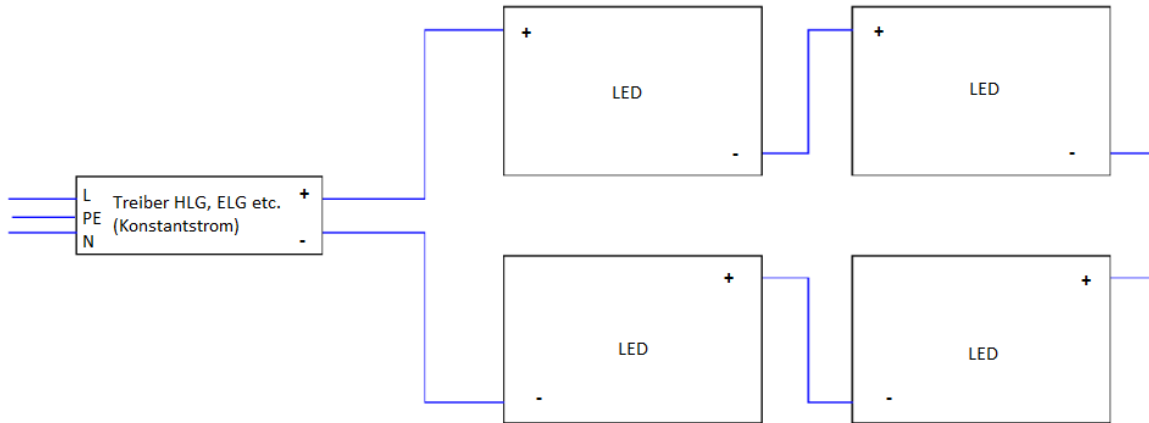 +
LED
-
+
LED
-
L
PE
N
Treiber HLG, ELG etc.
(Konstantstrom)
+
-
+
LED
-
+
LED
-